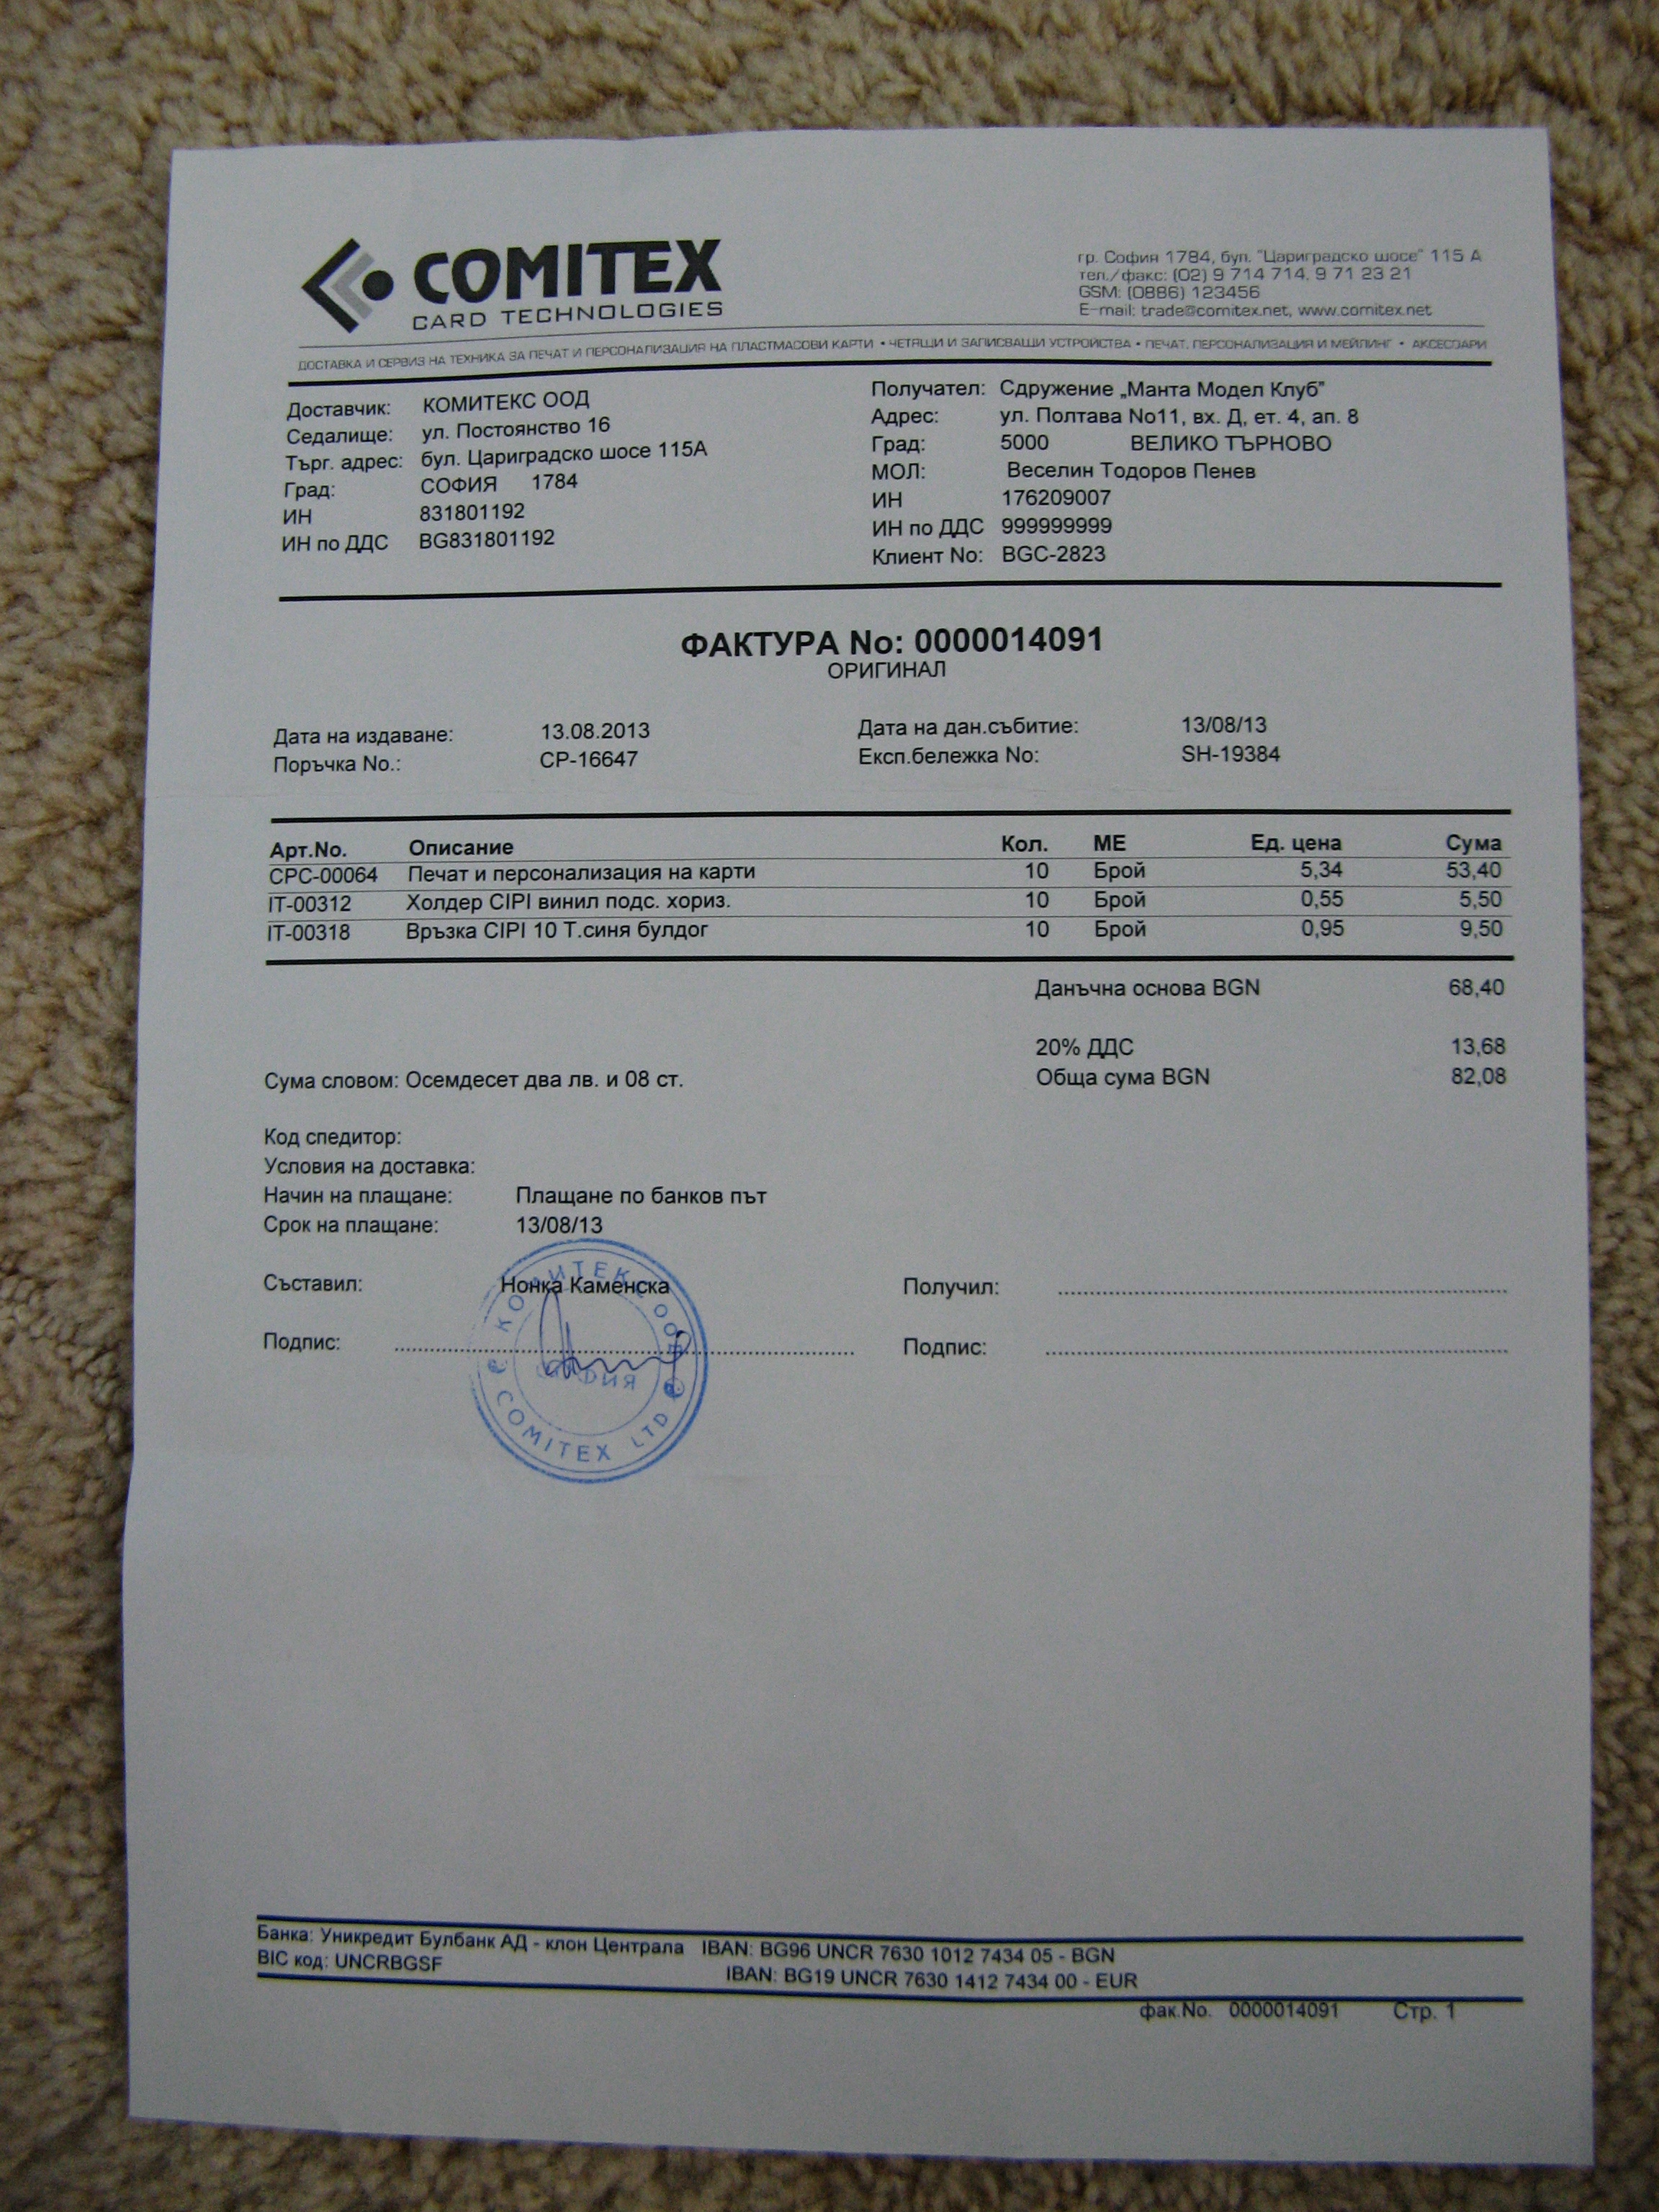 COMITEX
CARD TECHNOLOGIES
гр. София 1784, бул. "Цариградско шосе" 115 А
тел./факс: (02) 9 714 714, 9 71 23 21
GSM: (0886) 123456
E-mail: trade@comitex.net, www.comitex.net
ДОСТАВКА И СЕРВИЗ НА ТЕХНИКА ЗА ПЕЧАТ И ПЕРСОНАЛИЗАЦИЯ НА ПЛАСТМАСОВИ КАРТИ • ЧЕТЯЩИ И ЗАПИСВАЩИ УСТРОЙСТВА • ПЕЧАТ, ПЕРСОНАЛИЗАЦИЯ И МЕЙЛИНГ • АКСЕСОАРИ
Доставчик: КОМИТЕКС ООД
Седалище: ул. Постоянство 16
Търг. адрес: бул. Цариградско шосе 115А
Град: СОФИЯ 1784
ИН 831801192
ИН по ДДС BG831801192
Получател: Сдружение „Манта Модел Клуб"
Адрес: ул. Полтава No11, вх. Д, ет. 4, ап. 8
Град: 5000 ВЕЛИКО ТЪРНОВО
МОЛ: Веселин Тодоров Пенев
ИН 176209007
ИН по ДДС 999999999
Клиент No: BGC-2823
ФАКТУРА No: 0000014091
ОРИГИНАЛ
Дата на издаване: 13.08.2013 Дата на дан.събитие: 13/08/13
Поръчка No.: СР-16647 Експ.бележка No: SH-19384
Арт.No. Описание Кол. МЕ Ед. цена Сума
CPC-00064 Печат и персонализация на карти 10 Брой 5,34 53,40
IT-00312 Холдер CIPI винил подс. хориз. 10 Брой 0,55 5,50
IT-00318 Връзка CIPI 10 Т.синя булдог 10 Брой 0,95 9,50
Данъчна основа BGN 68,40
20% ДДС 13,68
Сума словом: Осемдесет два лв. и 08 ст. Обща сума BGN 82,08
Код спедитор:
Условия на доставка:
Начин на плащане: Плащане по банков път
Срок на плащане: 13/08/13
Съставил: Нонка Каменска Получил:
Подпис: Подпис:
КОМИТЕКС ООД
СОФИЯ
COMITEX LTD
Банка: Уникредит Булбанк АД - клон Централа IBAN: BG96 UNCR 7630 1012 7434 05 - BGN
BIC код: UNCRBGSF IBAN: BG19 UNCR 7630 1412 7434 00 - EUR
фак.No. 0000014091 Стр. 1